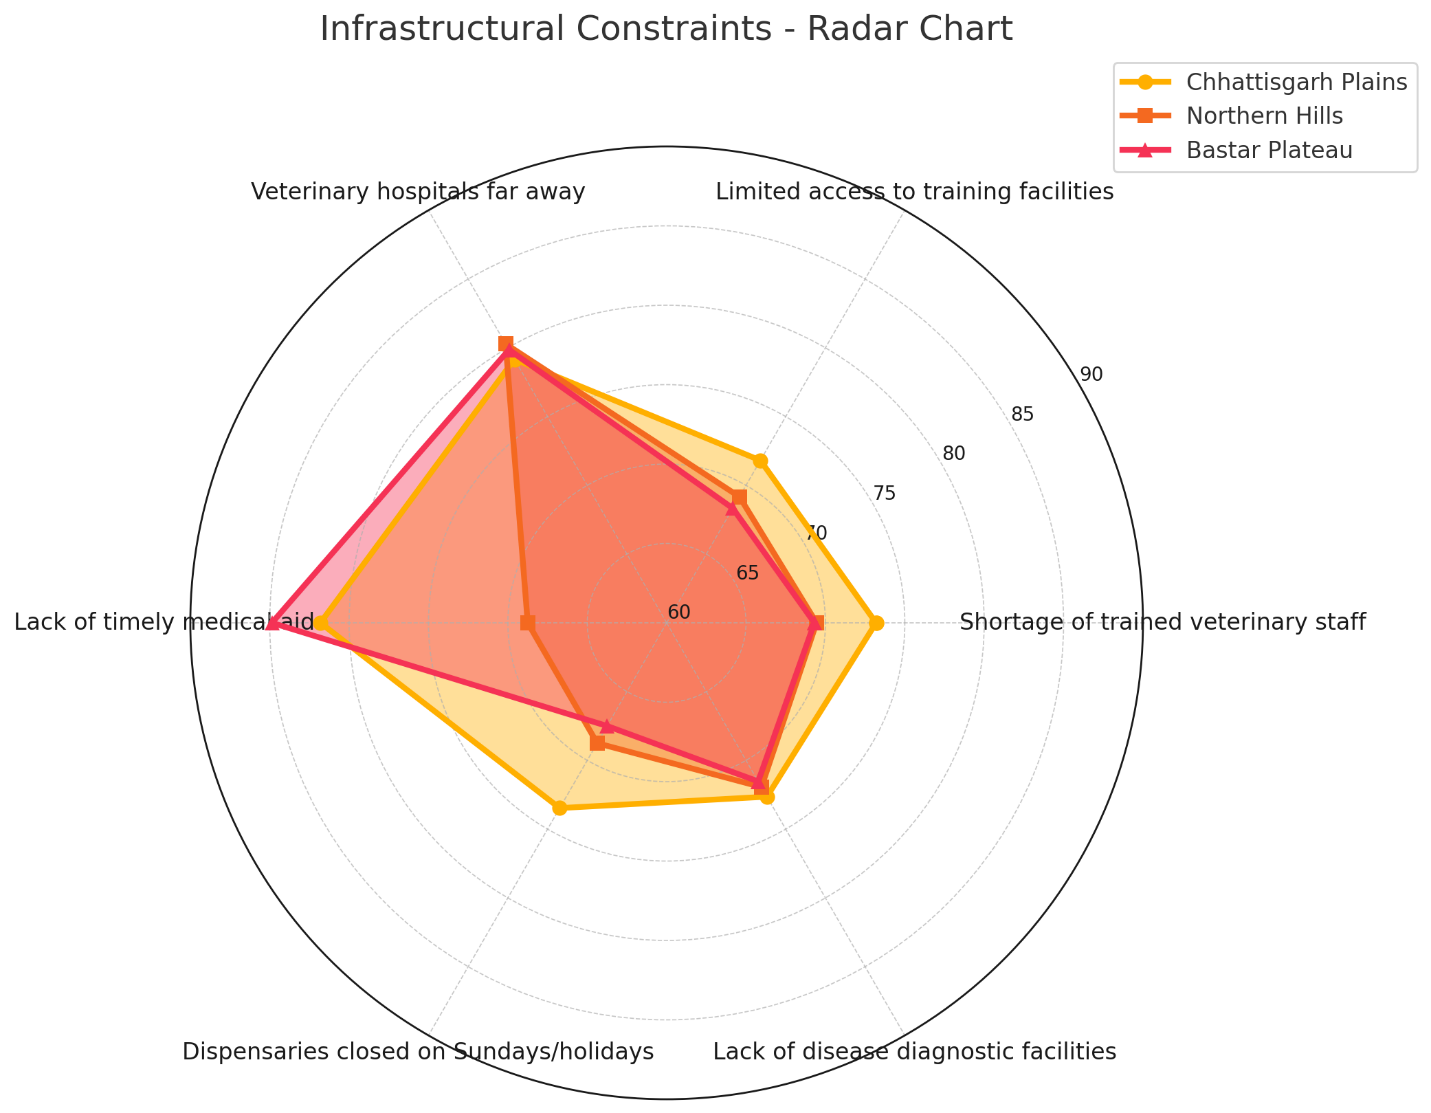 Infrastructural Constraints - Radar Chart
Chhattisgarh Plains
Northern Hills
Bastar Plateau
Veterinary hospitals far away
Limited access to training facilities
90
85
80
75
70
65
60
Lack of timely medical aid
Shortage of trained veterinary staff
Dispensaries closed on Sundays/holidays
Lack of disease diagnostic facilities